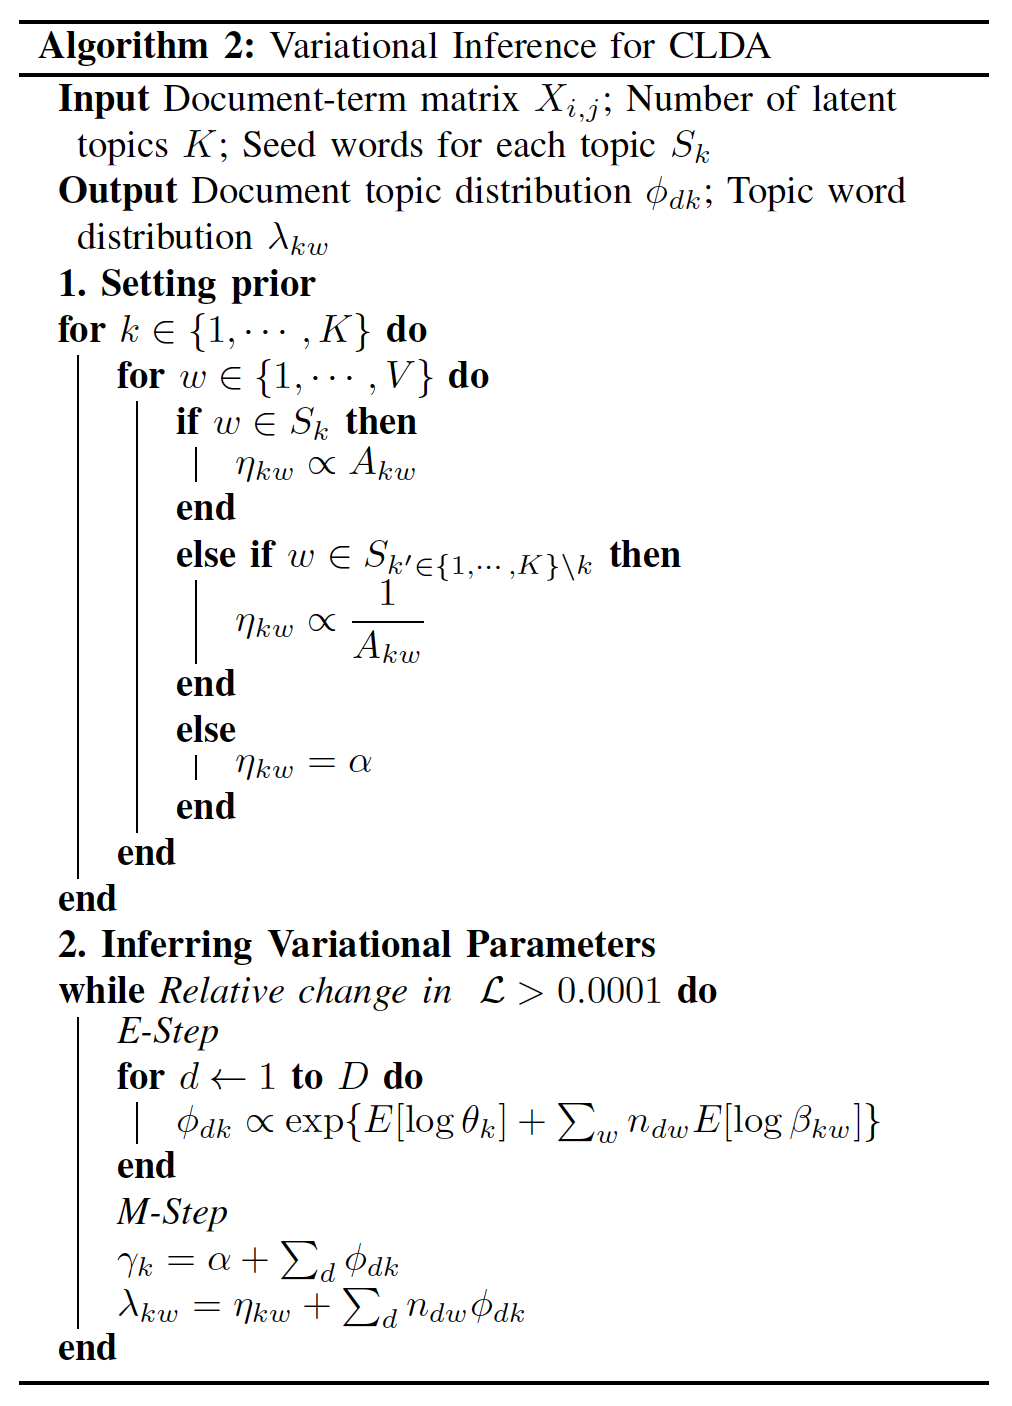 Algorithm 2: Variational Inference for CLDA
Input Document-term matrix $X_{i,j}$; Number of latent
topics $K$; Seed words for each topic $S_k$
Output Document topic distribution $\phi_{dk}$; Topic word
distribution $\lambda_{kw}$
1. Setting prior
for $k \in \{1, \cdots, K\}$ do
for $w \in \{1, \cdots, V\}$ do
if $w \in S_k$ then
$\eta_{kw} \propto A_{kw}$
end
else if $w \in S_{k' \in \{1, \cdots, K\} \setminus k}$ then
$\eta_{kw} \propto \frac{1}{A_{kw}}$
end
else
$\eta_{kw} = \alpha$
end
end
end
2. Inferring Variational Parameters
while Relative change in $\mathcal{L} > 0.0001$ do
E-Step
for $d \leftarrow 1$ to $D$ do
$\phi_{dk} \propto \exp\{E[\log \theta_k] + \sum_w n_{dw} E[\log \beta_{kw}]\}$
end
M-Step
$\gamma_k = \alpha + \sum_d \phi_{dk}$
$\lambda_{kw} = \eta_{kw} + \sum_d n_{dw} \phi_{dk}$
end